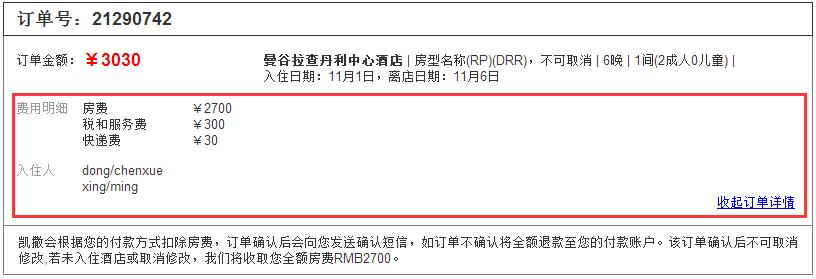 订单号：21290742
订单金额：￥3030
曼谷拉查丹利中心酒店 | 房型名称(RP)(DRR)，不可取消 | 6晚 | 1间(2成人0儿童) |
入住日期：11月1日，离店日期：11月6日
费用明细 房费 ￥2700
税和服务费 ￥300
快递费 ￥30
入住人 dong/chenxue
xing/ming
收起订单详情
凯撒会根据您的付款方式扣除房费，订单确认后会向您发送确认短信，如订单不确认将全额退款至您的付款账户。该订单确认后不可取消
修改,若未入住酒店或取消修改，我们将收取您全额房费RMB2700。